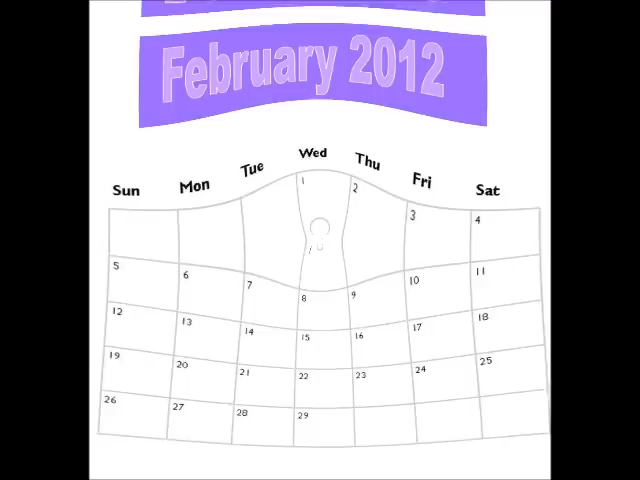 February 2012
Sun Mon Tue Wed Thu Fri Sat
1 2 3 4
5 6 7 8 9 10 11
12 13 14 15 16 17 18
19 20 21 22 23 24 25
26 27 28 29